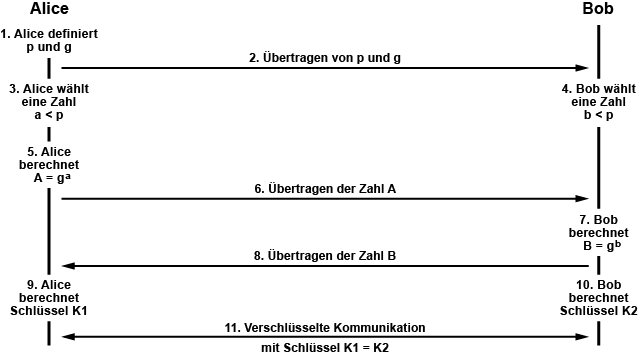 Alice
Bob
1. Alice definiert
p und g
2. Übertragen von p und g
3. Alice wählt
eine Zahl
a < p
4. Bob wählt
eine Zahl
b < p
5. Alice
berechnet
A = gᵃ
6. Übertragen der Zahl A
7. Bob
berechnet
B = gᵇ
8. Übertragen der Zahl B
9. Alice
berechnet
Schlüssel K1
10. Bob
berechnet
Schlüssel K2
11. Verschlüsselte Kommunikation
mit Schlüssel K1 = K2